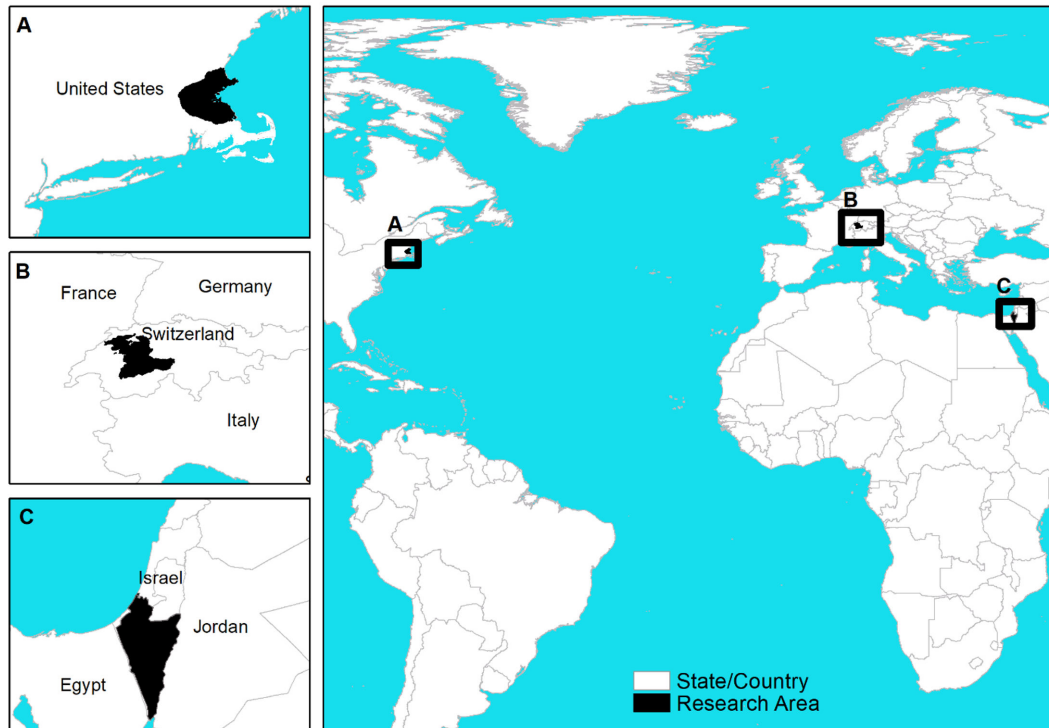 A
United States
B
France
Germany
Switzerland
Italy
C
Israel
Jordan
Egypt
A
B
C
State/Country
Research Area